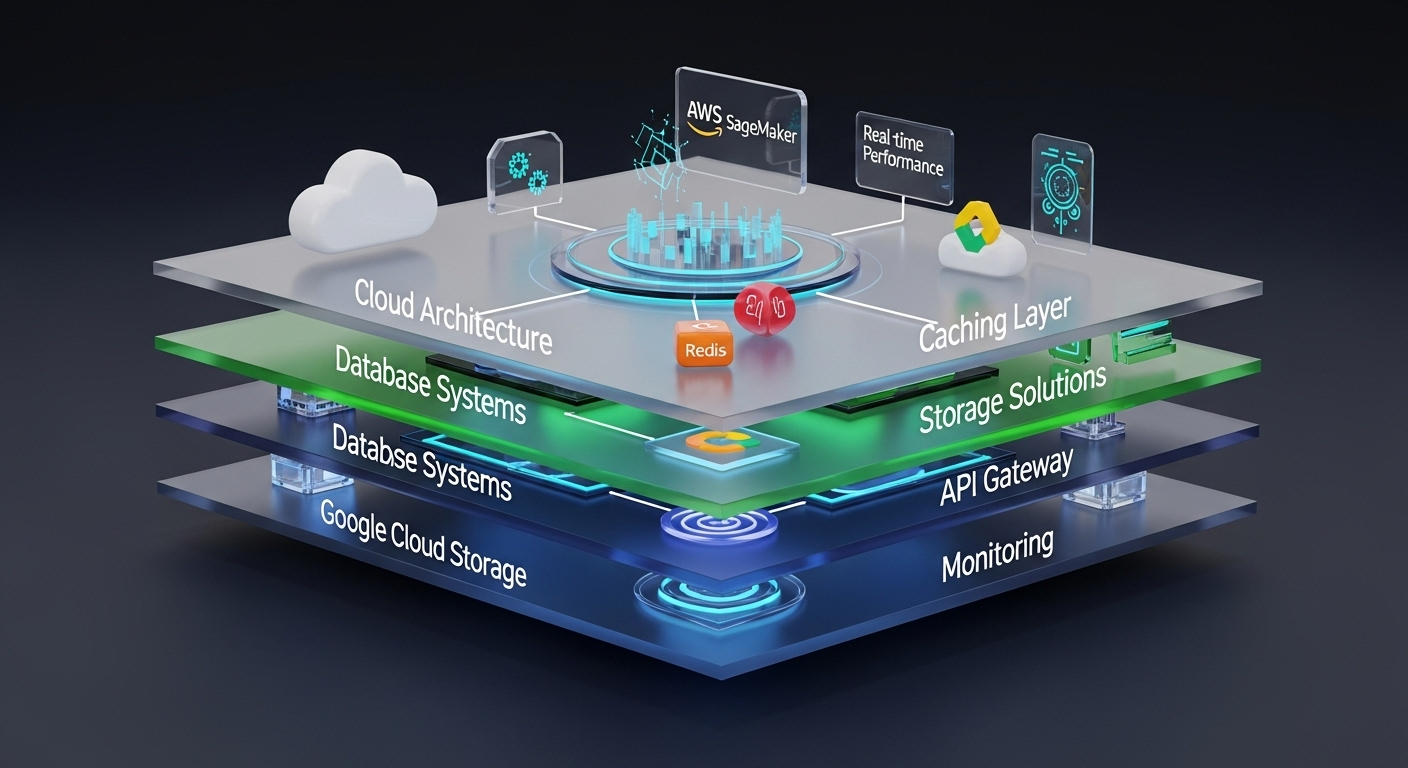 AWS SageMaker
Real-time
Performance
Cloud Architecture
Caching Layer
Redis
Database Systems
Storage Solutions
Databse Systems
API Gateway
Google Cloud Storage
Monitoring